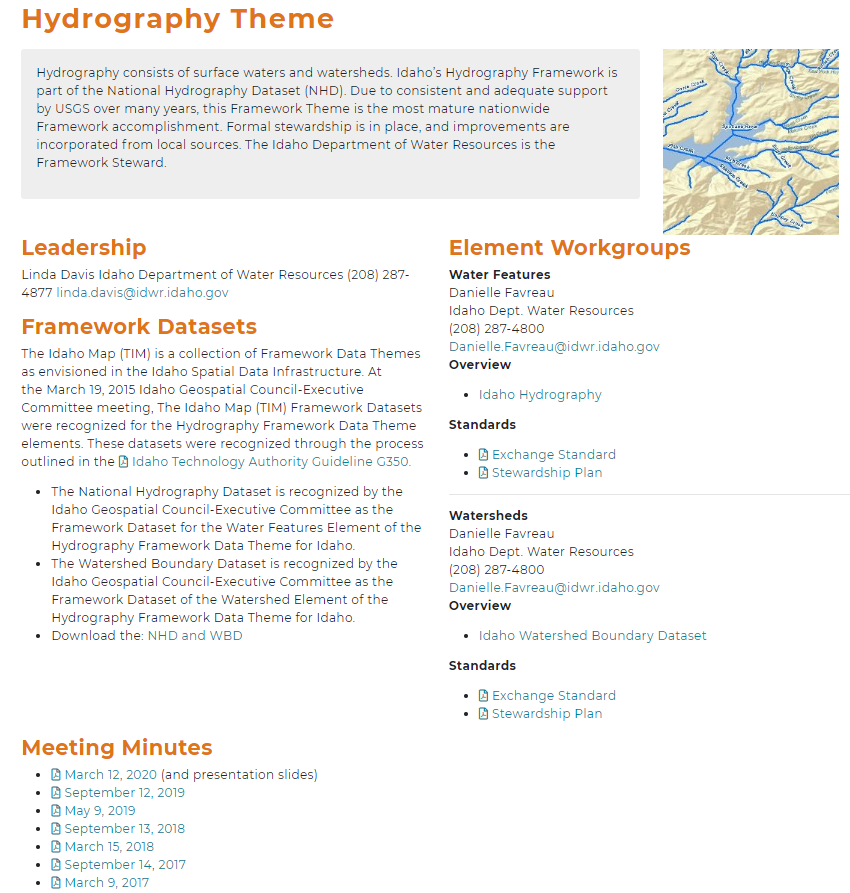 Hydrography Theme
Hydrography consists of surface waters and watersheds. Idaho's Hydrography Framework is
part of the National Hydrography Dataset (NHD). Due to consistent and adequate support
by USGS over many years, this Framework Theme is the most mature nationwide
Framework accomplishment. Formal stewardship is in place, and improvements are
incorporated from local sources. The Idaho Department of Water Resources is the
Framework Steward.
Leadership
Linda Davis Idaho Department of Water Resources (208) 287-
4877 linda.davis@idwr.idaho.gov
Framework Datasets
The Idaho Map (TIM) is a collection of Framework Data Themes
as envisioned in the Idaho Spatial Data Infrastructure. At
the March 19, 2015 Idaho Geospatial Council-Executive
Committee meeting, The Idaho Map (TIM) Framework Datasets
were recognized for the Hydrography Framework Data Theme
elements. These datasets were recognized through the process
outlined in the Idaho Technology Authority Guideline G350.
• The National Hydrography Dataset is recognized by the
Idaho Geospatial Council-Executive Committee as the
Framework Dataset for the Water Features Element of the
Hydrography Framework Data Theme for Idaho.
• The Watershed Boundary Dataset is recognized by the
Idaho Geospatial Council-Executive Committee as the
Framework Dataset of the Watershed Element of the
Hydrography Framework Data Theme for Idaho.
• Download the: NHD and WBD
Element Workgroups
Water Features
Danielle Favreau
Idaho Dept. Water Resources
(208) 287-4800
Danielle.Favreau@idwr.idaho.gov
Overview
• Idaho Hydrography
Standards
• Exchange Standard
• Stewardship Plan
Watersheds
Danielle Favreau
Idaho Dept. Water Resources
(208) 287-4800
Danielle.Favreau@idwr.idaho.gov
Overview
• Idaho Watershed Boundary Dataset
Standards
• Exchange Standard
• Stewardship Plan
Meeting Minutes
• March 12, 2020 (and presentation slides)
• September 12, 2019
• May 9, 2019
• September 13, 2018
• March 15, 2018
• September 14, 2017
• March 9, 2017